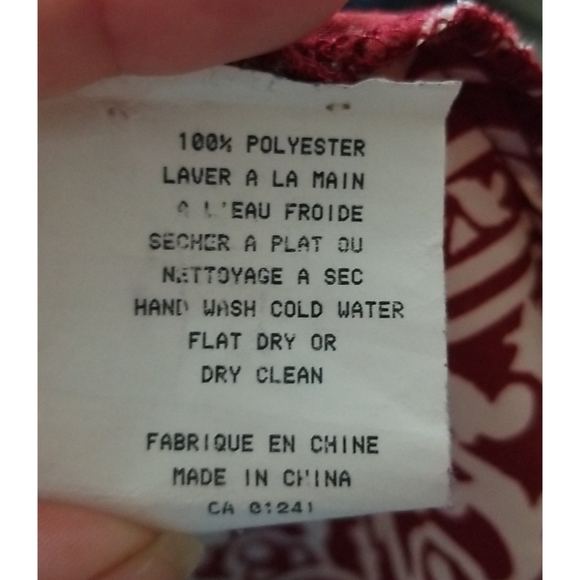 100% POLYESTER
LAVER A LA MAIN
A L'EAU FROIDE
SECHER A PLAT OU
NETTOYAGE A SEC
HAND WASH COLD WATER
FLAT DRY OR
DRY CLEAN
FABRIQUE EN CHINE
MADE IN CHINA
CA 01241